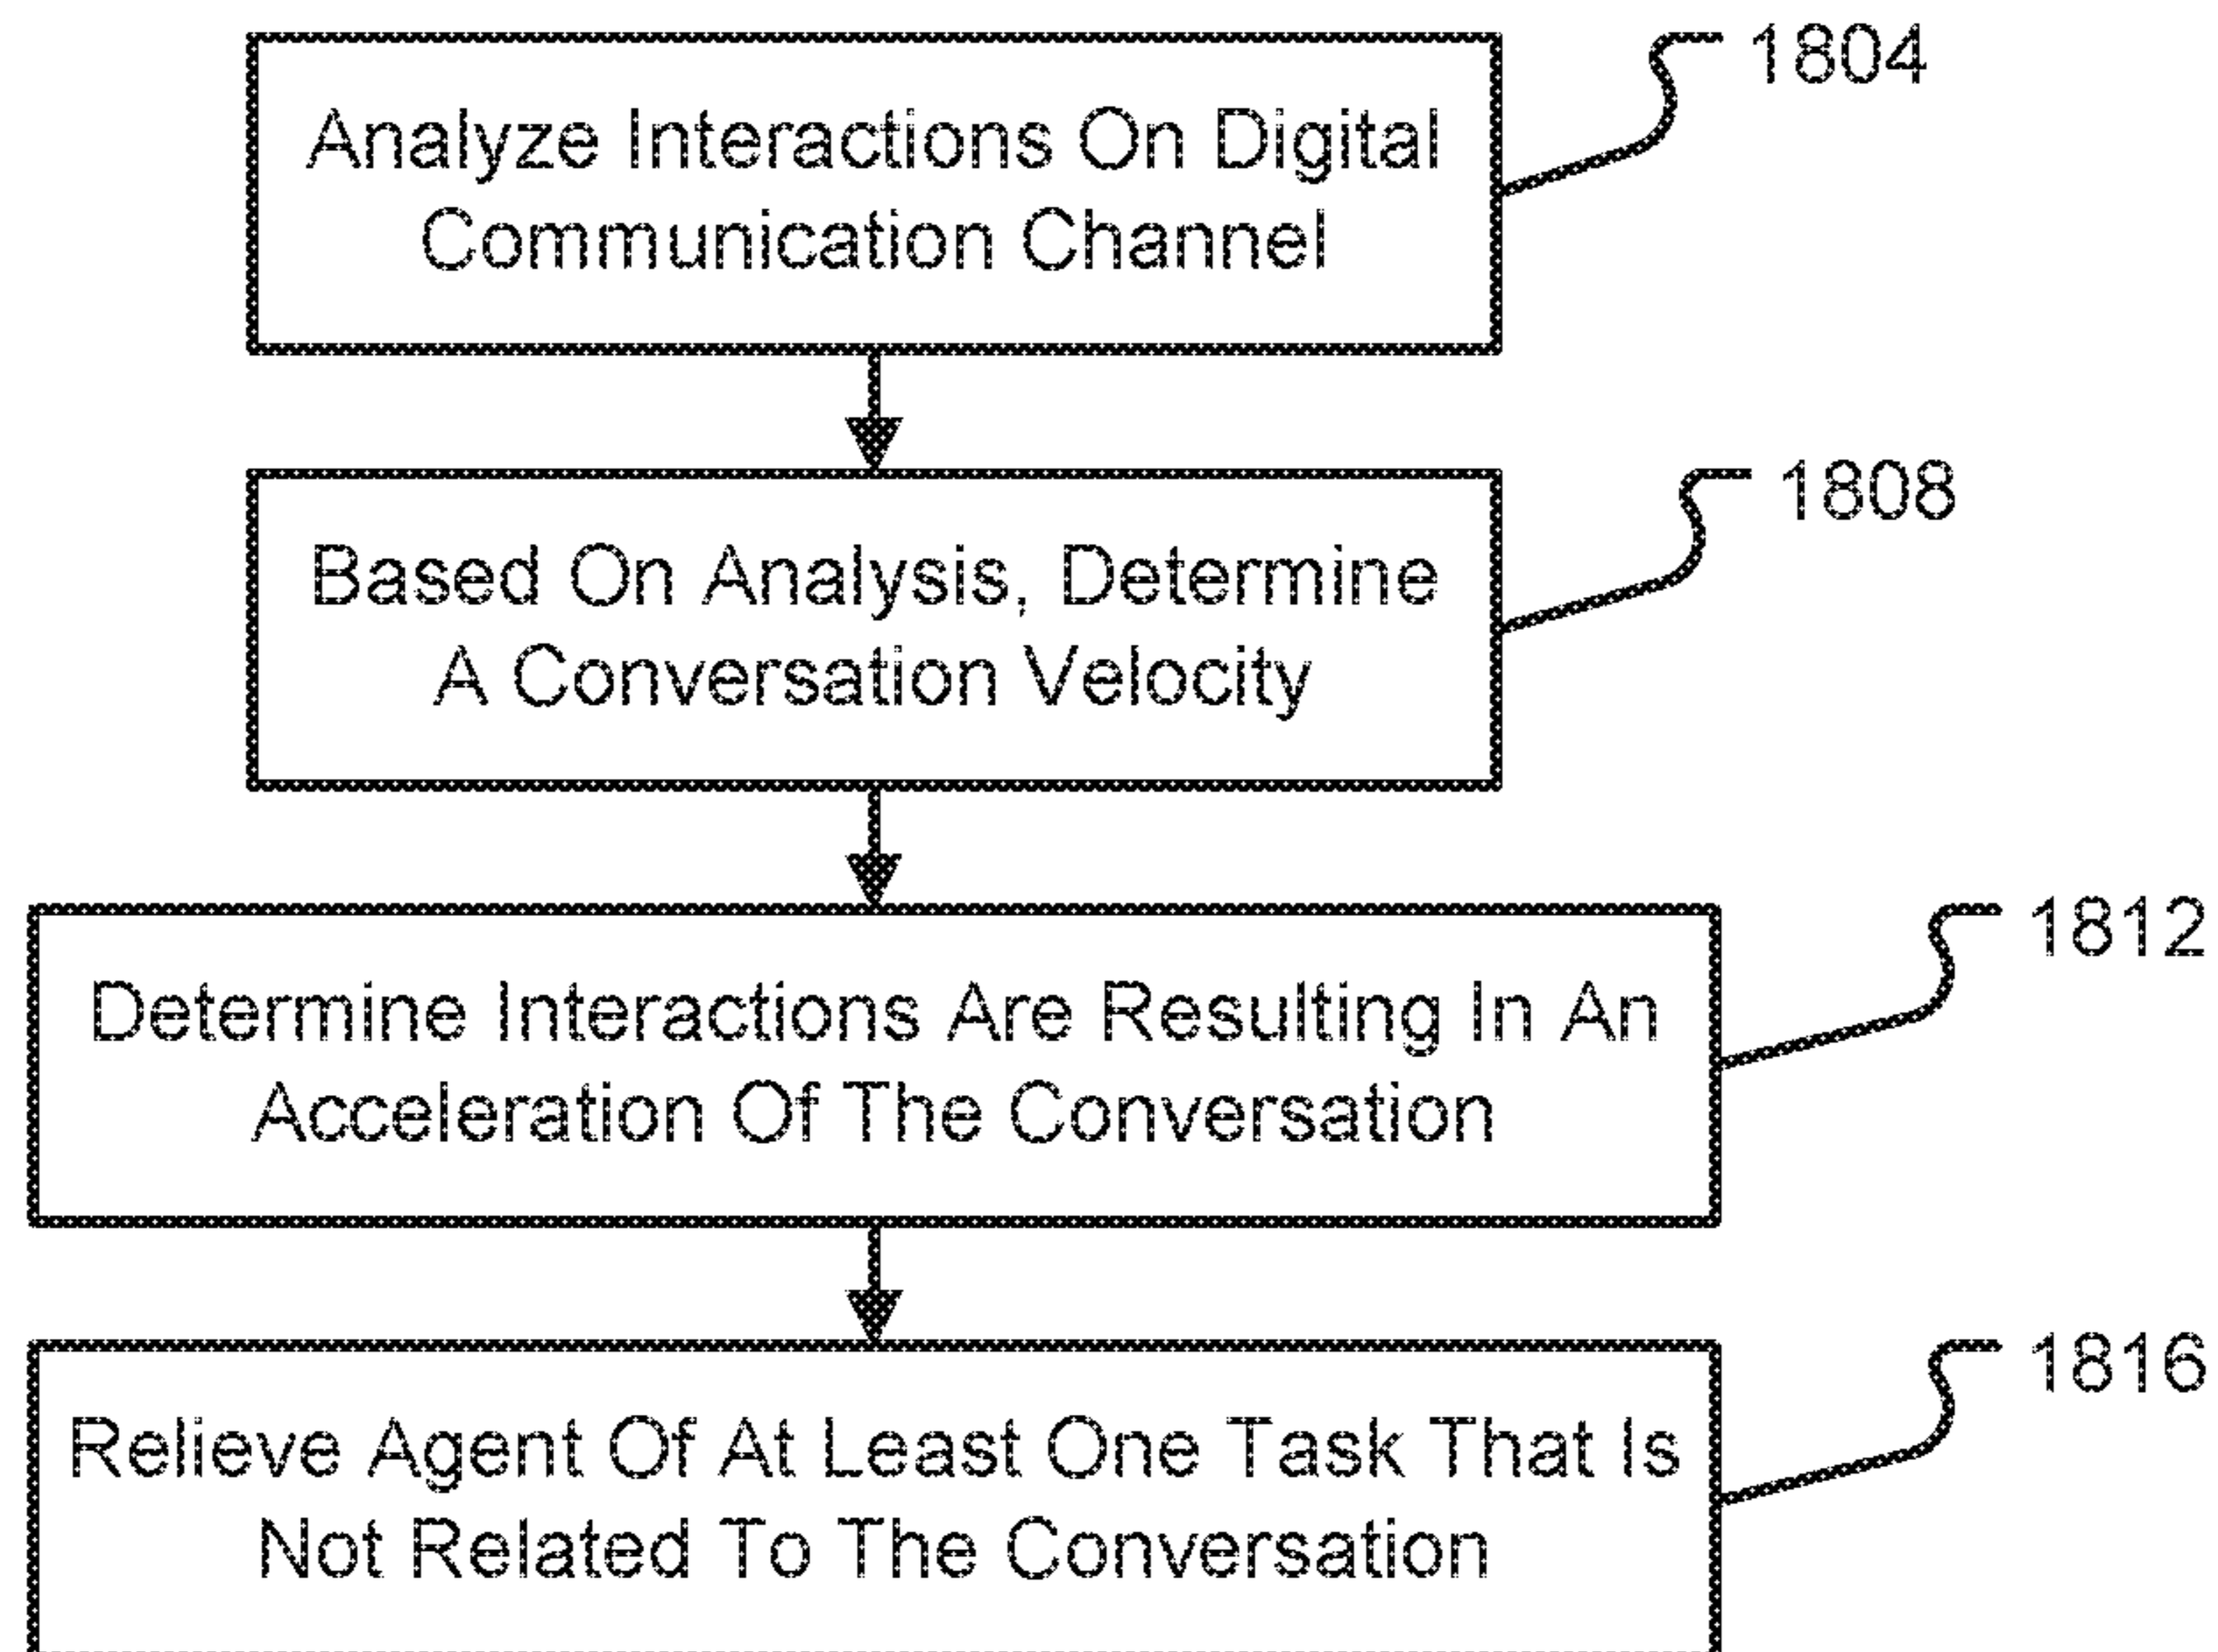 1804
Analyze Interactions On Digital
Communication Channel
1808
Based On Analysis, Determine
A Conversation Velocity
1812
Determine Interactions Are Resulting In An
Acceleration Of The Conversation
1816
Relieve Agent Of At Least One Task That Is
Not Related To The Conversation